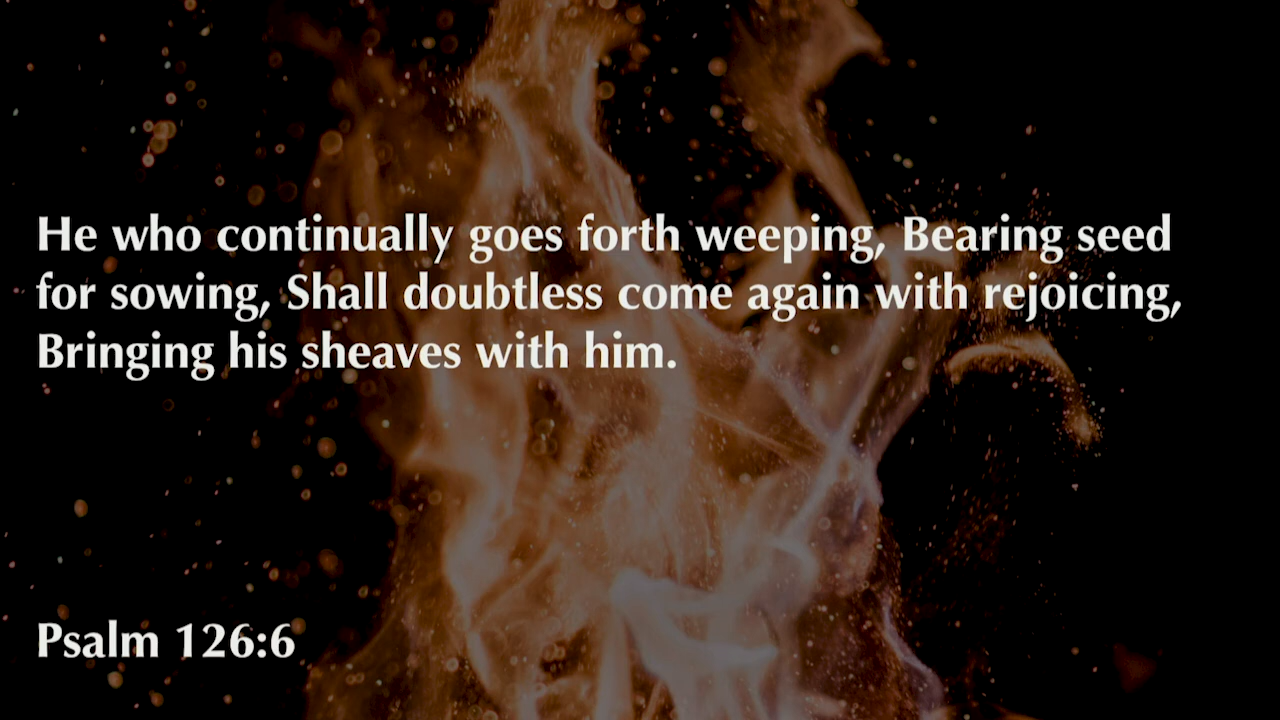 He who continually goes forth weeping, Bearing seed
for sowing, Shall doubtless come again with rejoicing,
Bringing his sheaves with him.
Psalm 126:6